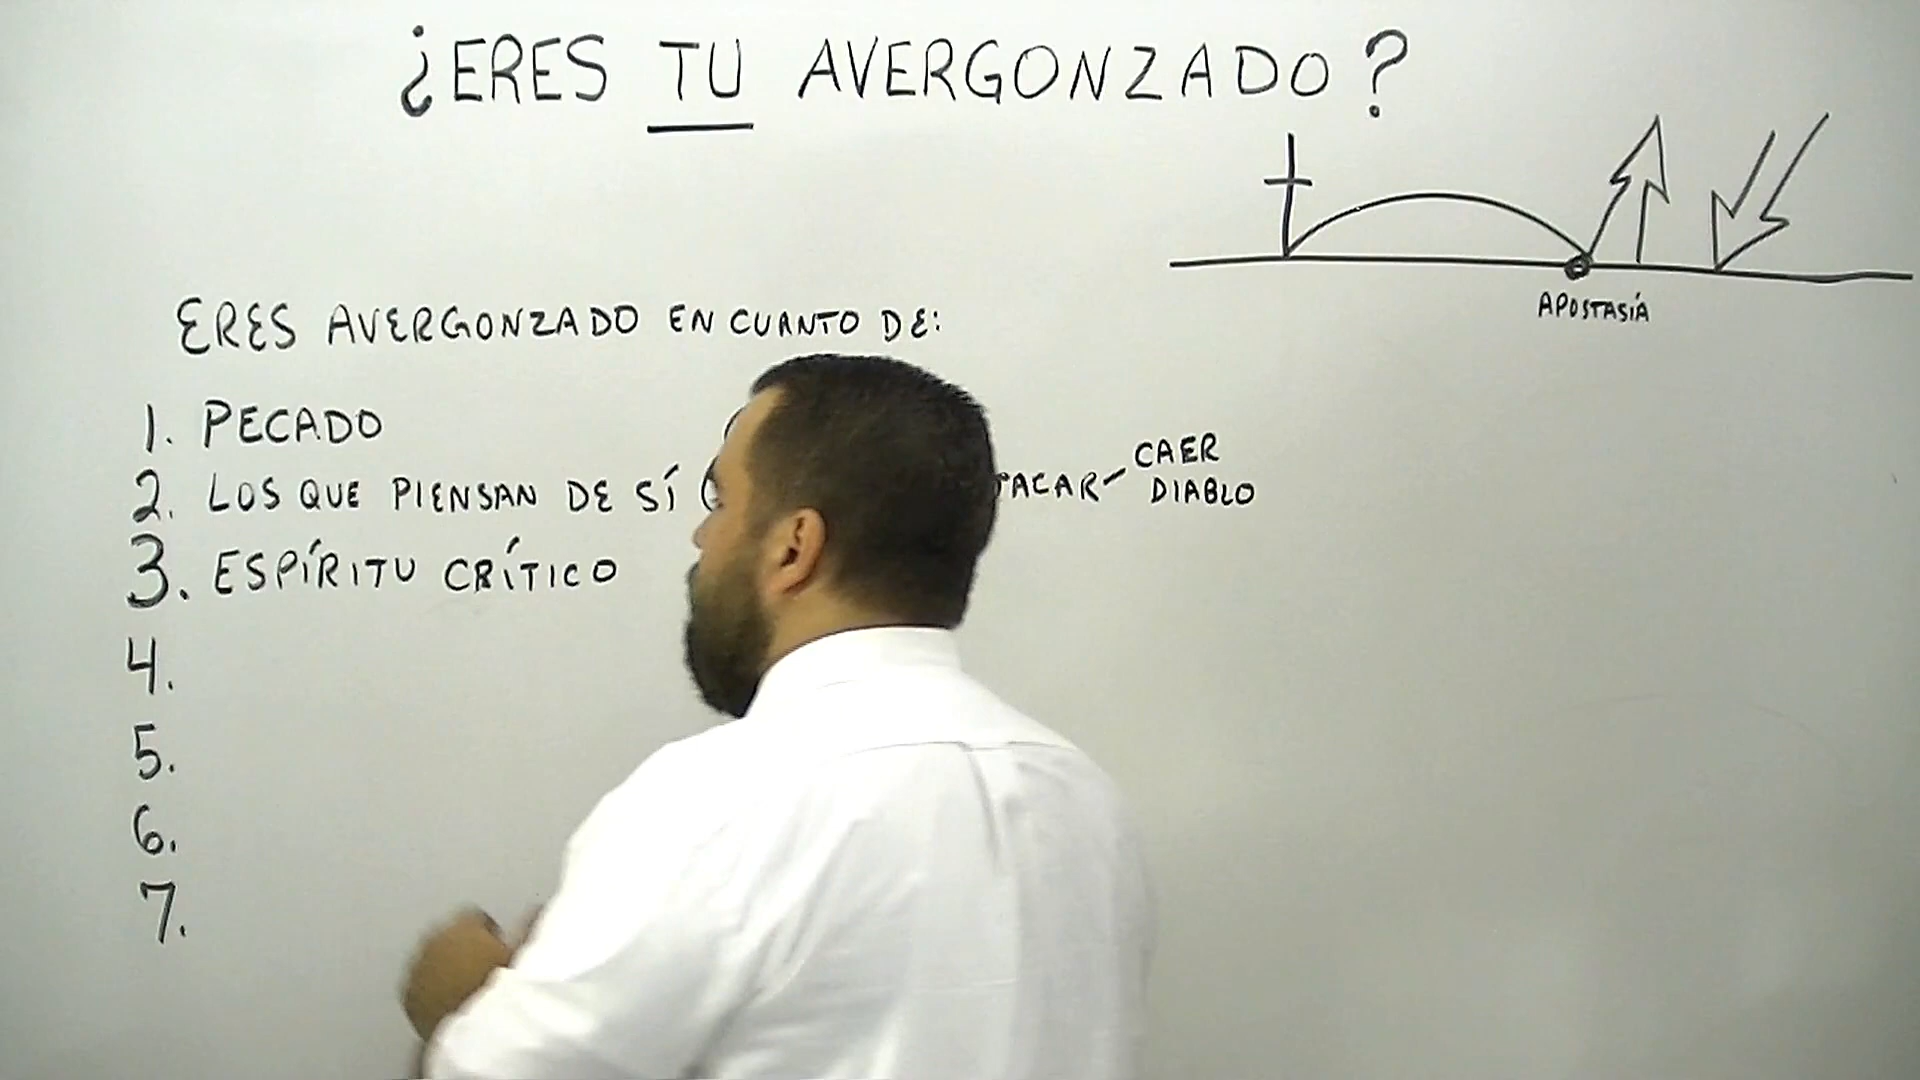 ¿ERES TU AVERGONZADO?
APOSTASÍA
ERES AVERGONZADO EN CUANTO DE:
1. PECADO
2. LOS QUE PIENSAN DE SÍ
CAER
DIABLO
3. ESPÍRITU CRÍTICO
4.
5.
6.
7.